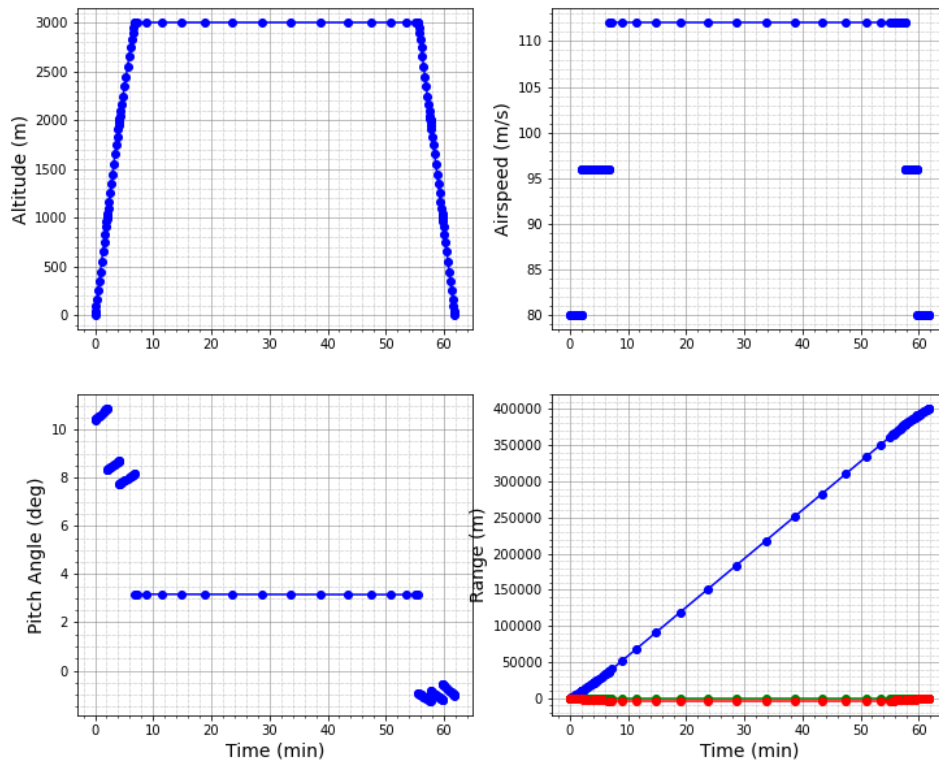 Altitude (m)
3000
2500
2000
1500
1000
500
0
0 10 20 30 40 50 60
Airspeed (m/s)
110
105
100
95
90
85
80
0 10 20 30 40 50 60
Pitch Angle (deg)
10
8
6
4
2
0
0 10 20 30 40 50 60
Time (min)
Range (m)
400000
350000
300000
250000
200000
150000
100000
50000
0
0 10 20 30 40 50 60
Time (min)